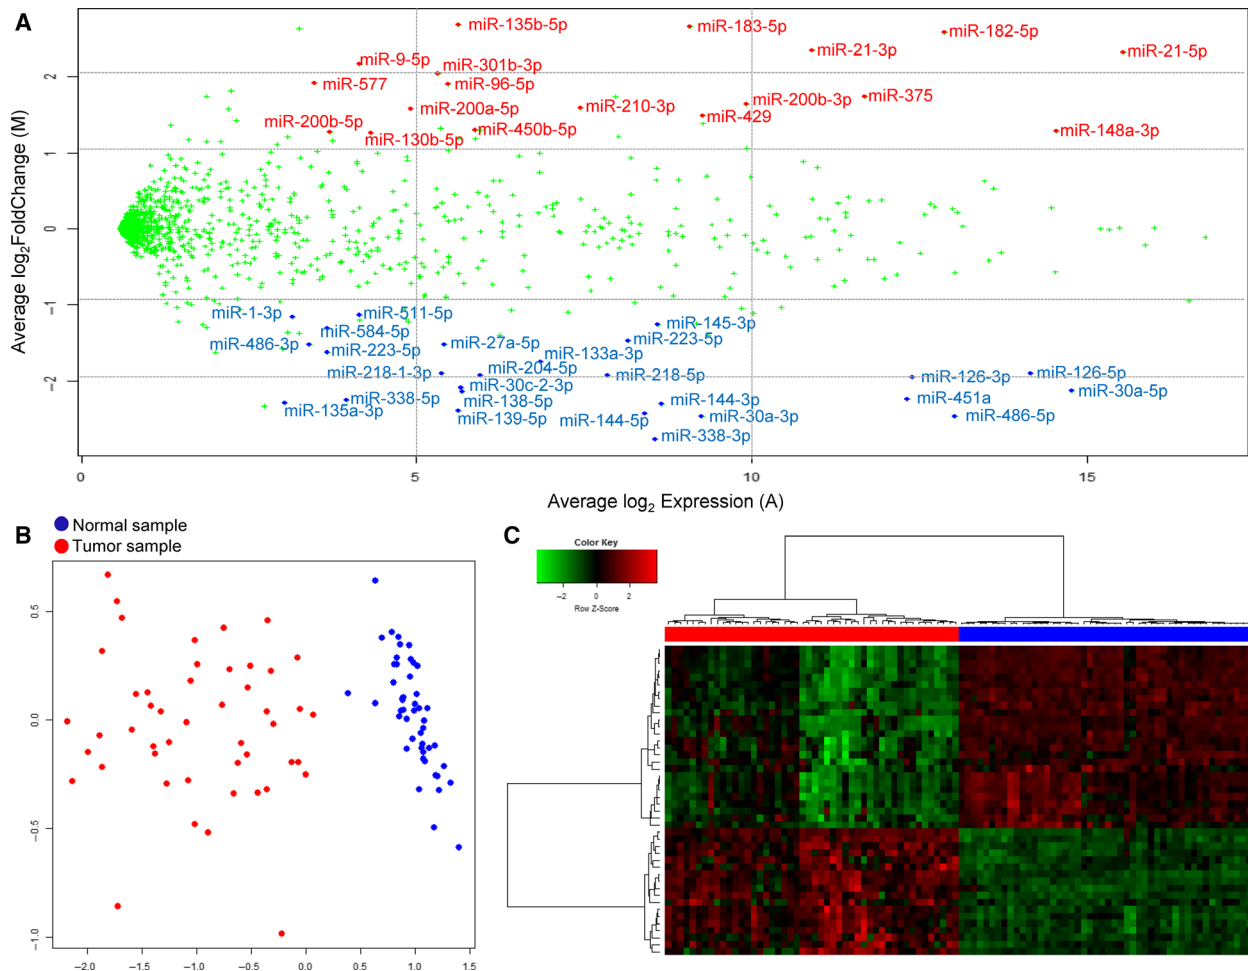 A
miR-135b-5p
miR-183-5p
miR-182-5p
miR-21-3p
miR-21-5p
miR-9-5p
miR-301b-3p
miR-577
miR-96-5p
miR-375
miR-200b-3p
miR-200a-5p
miR-210-3p
miR-429
miR-200b-5p
miR-450b-5p
miR-130b-5p
miR-148a-3p
miR-1-3p
miR-511-5p
miR-145-3p
miR-584-5p
miR-486-3p
miR-27a-5p
miR-223-5p
miR-223-5p
miR-133a-3p
miR-218-1-3p
miR-204-5p
miR-218-5p
miR-126-3p
miR-126-5p
miR-30c-2-3p
miR-30a-5p
miR-338-5p
miR-138-5p
miR-451a
miR-135a-3p
miR-144-3p
miR-139-5p
miR-144-5p
miR-30a-3p
miR-486-5p
miR-338-3p
Average log2FoldChange (M)
2
1
0
−1
−2
0
5
10
15
Average log2 Expression (A)
B
Normal sample
Tumor sample
0.5
0.0
−0.5
−1.0
−2.0
−1.5
−1.0
−0.5
0.0
0.5
1.0
1.5
C
Color Key
−2
0
2
Row Z-Score